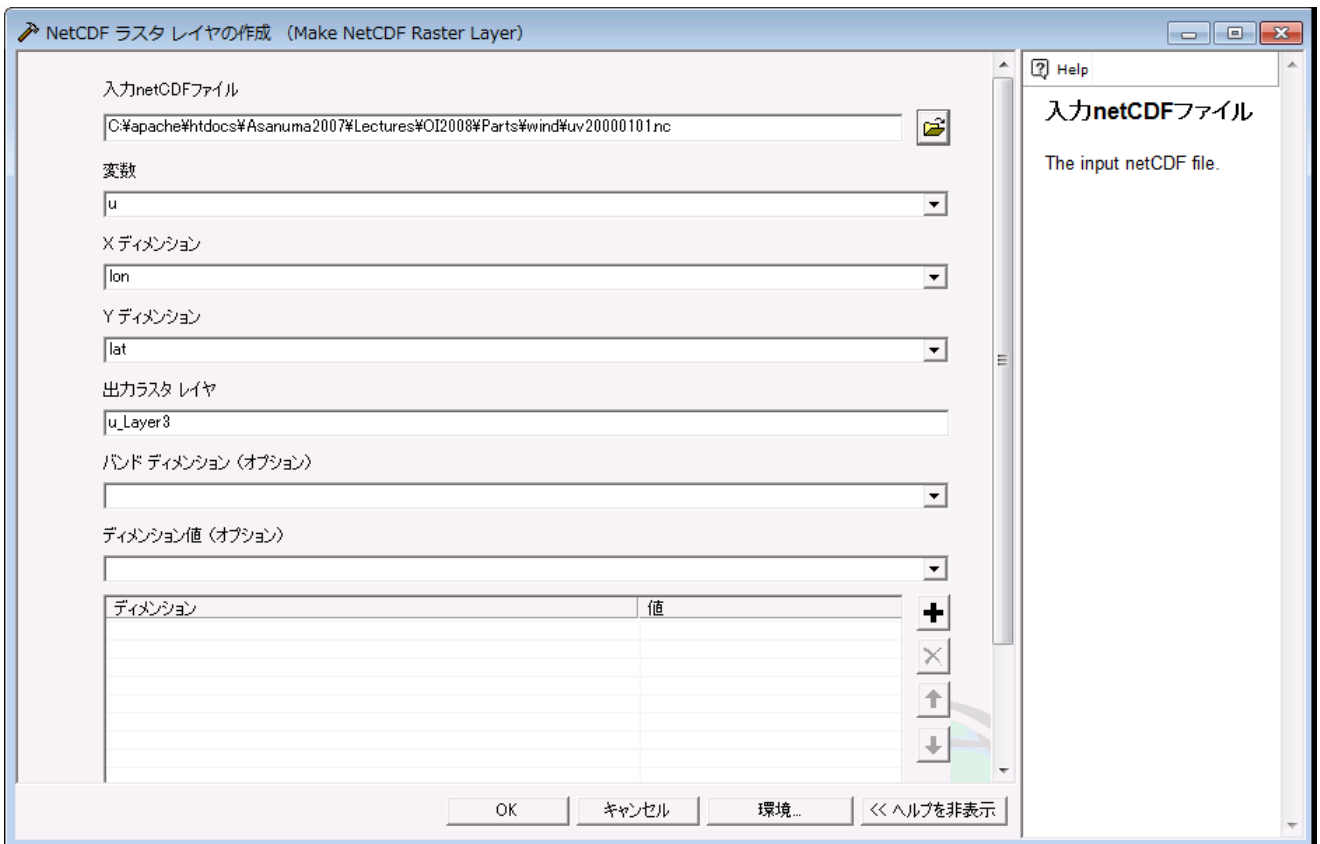 NetCDF ラスタ レイヤの作成 （Make NetCDF Raster Layer）
入力netCDFファイル
C:¥apache¥htdocs¥Asanuma2007¥Lectures¥OI2008¥Parts¥wind¥uv20000101.nc
変数
u
X ディメンション
lon
Y ディメンション
lat
出力ラスタ レイヤ
u_Layer3
バンド ディメンション（オプション）
ディメンション値（オプション）
ディメンション 値
OK キャンセル 環境... << ヘルプを非表示
Help
入力netCDFファイル
The input netCDF file.